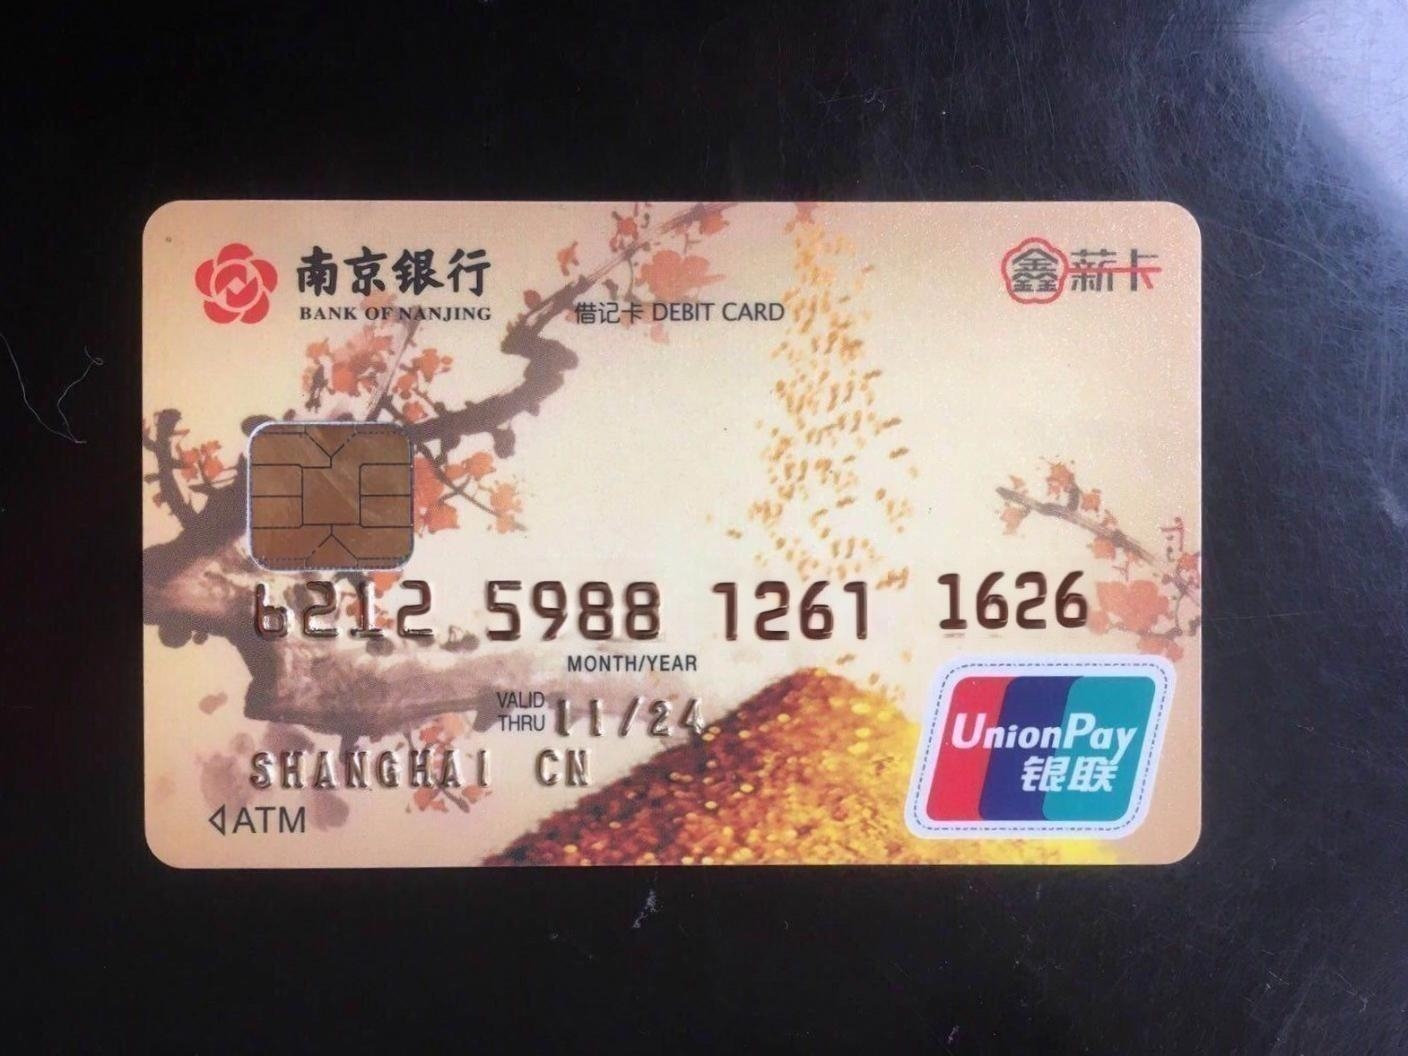 南京银行
BANK OF NANJING
借记卡 DEBIT CARD
鑫薪卡
6212 5988 1261 1626
MONTH/YEAR
VALID THRU 11/24
SHANGHAI CN
ATM
UnionPay
银联